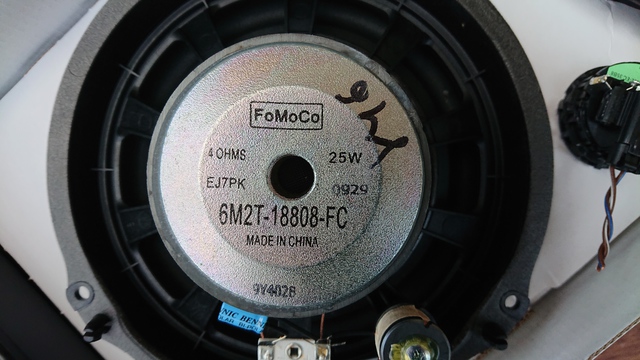 FoMoCo
4 OHMS 25W
EJ7PK 0929
6M2T-18808-FC
MADE IN CHINA
9Y4028